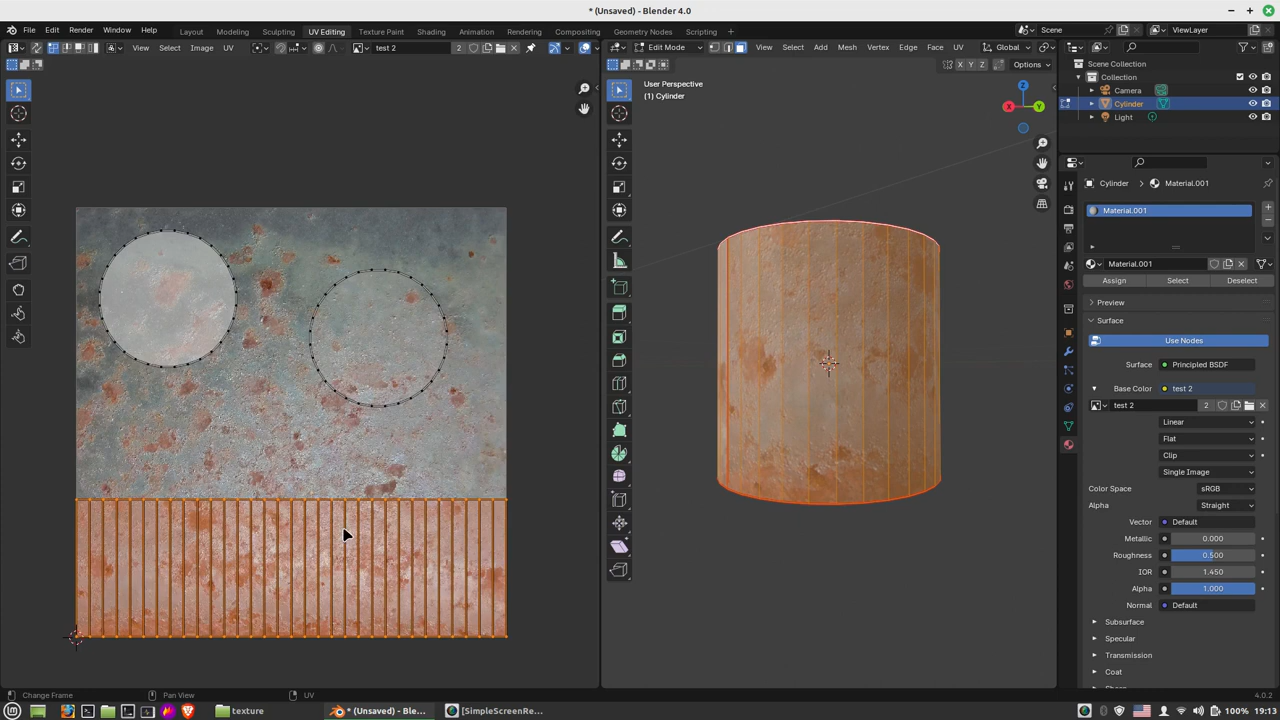 * (Unsaved) - Blender 4.0
File Edit Render Window Help Layout Modeling Sculpting UV Editing Texture Paint Shading Animation Rendering Compositing Geometry Nodes Scripting Scene ViewLayer
View Select Image UV test 2 2 Edit Mode View Select Add Mesh Vertex Edge Face UV Global
X Y Z Options
Scene Collection
Collection
Camera
Cylinder
Light
User Perspective
(1) Cylinder
Z
X Y
Cylinder Material.001
Material.001
Material.001
Assign Select Deselect
Preview
Surface
Use Nodes
Surface Principled BSDF
Base Color test 2
test 2 2
Linear
Flat
Clip
Single Image
Color Space sRGB
Alpha Straight
Vector Default
Metallic 0.000
Roughness 0.500
IOR 1.450
Alpha 1.000
Normal Default
Subsurface
Specular
Transmission
Coat
Change Frame Pan View UV 4.0.2
texture * (Unsaved) - Ble... [SimpleScreenRe... 100% 19:13